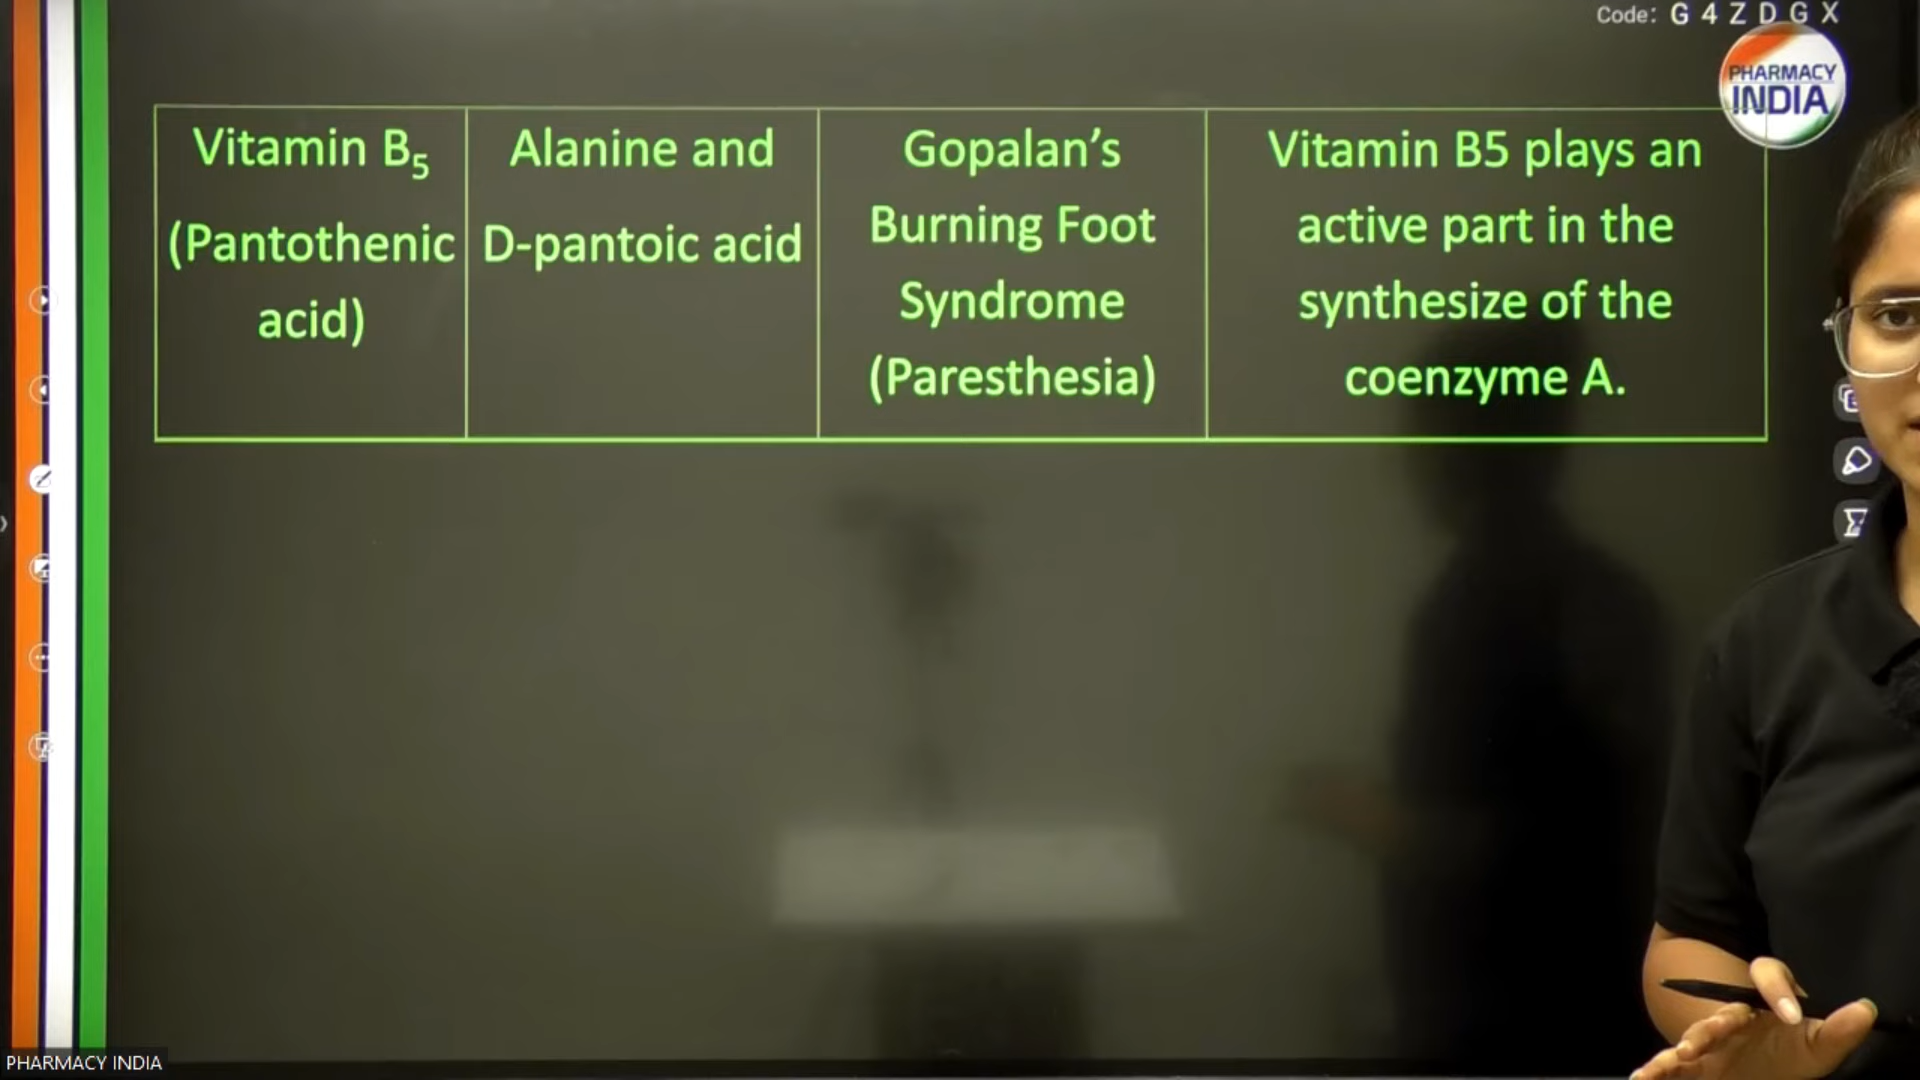 Code: G 4 Z D G X
PHARMACY
INDIA
Vitamin B₅
(Pantothenic
acid)
Alanine and
D-pantoic acid
Gopalan’s
Burning Foot
Syndrome
(Paresthesia)
Vitamin B5 plays an
active part in the
synthesize of the
coenzyme A.
PHARMACY INDIA